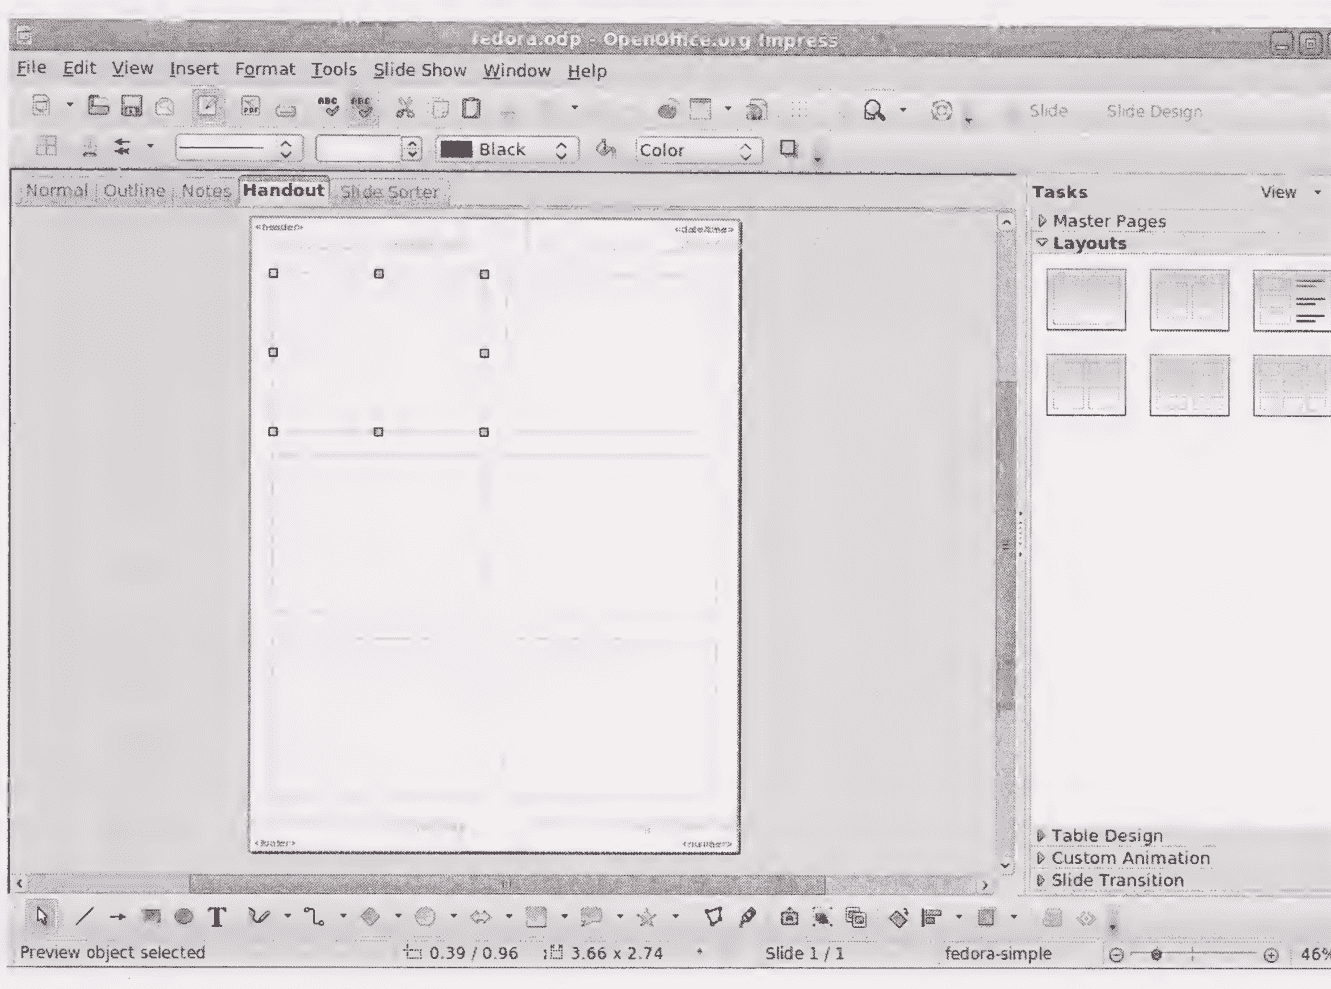 fedora.odp - OpenOffice.org Impress
File Edit View Insert Format Tools Slide Show Window Help
ABC ABC Slide Slide Design
Black Color
Normal Outline Notes Handout Slide Sorter
Tasks View
<header> <date/time>
Master Pages
Layouts
<footer> <number>
Table Design
Custom Animation
Slide Transition
Preview object selected 0.39 / 0.96 3.66 x 2.74 * Slide 1 / 1 fedora-simple 46%